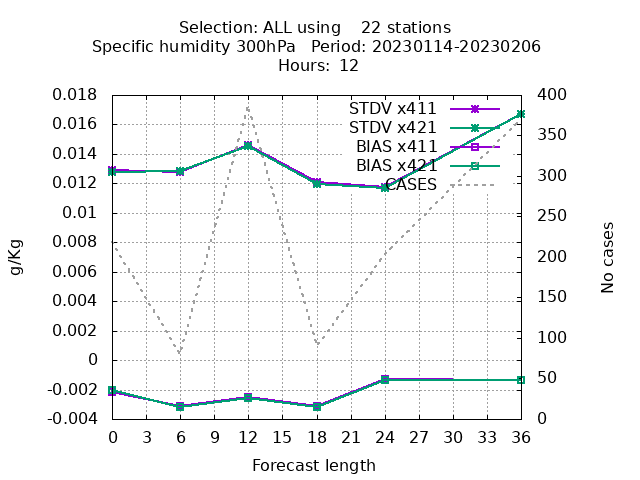 Selection: ALL using    22 stations
Specific humidity 300hPa   Period: 20230114-20230206
Hours: 12
0.018
0.016
0.014
0.012
0.01
0.008
0.006
0.004
0.002
0
-0.002
-0.004
g/Kg
STDV x411
STDV x421
BIAS x411
BIAS x421
CASES
400
350
300
250
200
150
100
50
0
No cases
0 3 6 9 12 15 18 21 24 27 30 33 36
Forecast length